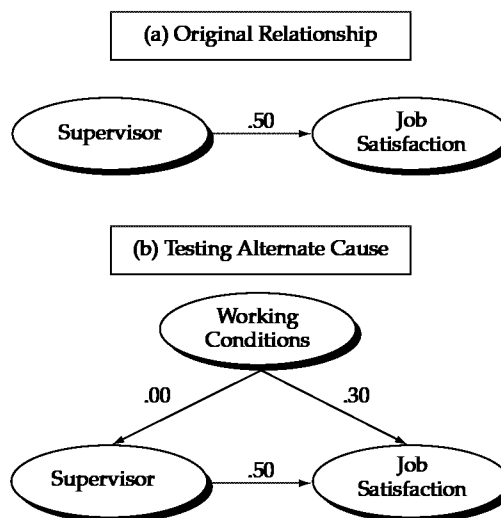 (a) Original Relationship
Supervisor
.50
Job
Satisfaction
(b) Testing Alternate Cause
Working
Conditions
.00
.30
Supervisor
.50
Job
Satisfaction